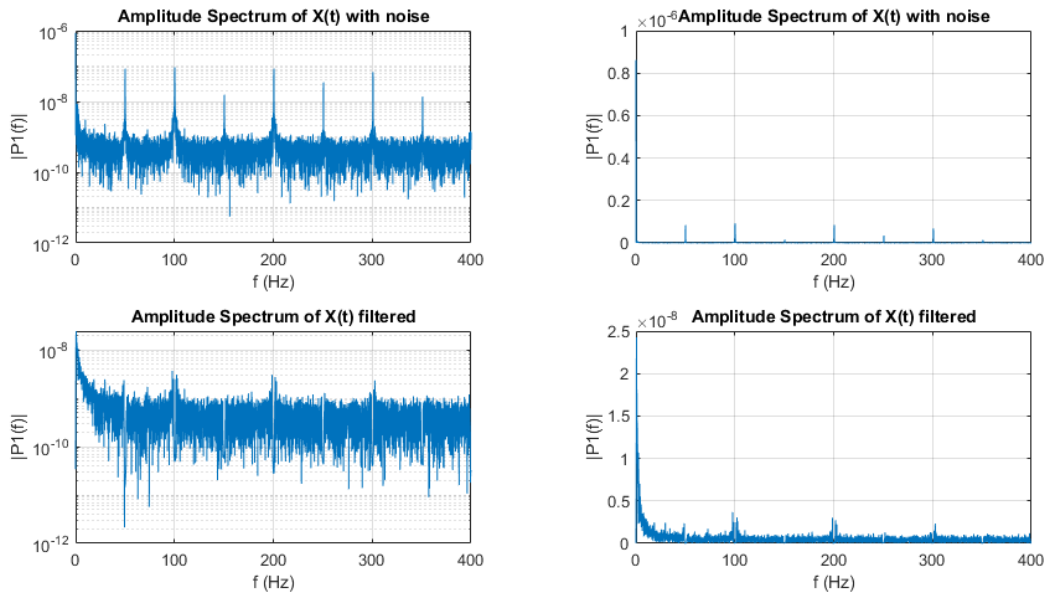 Amplitude Spectrum of X(t) with noise
10^-6
10^-8
10^-10
10^-12
|P1(f)|
0 100 200 300 400
f (Hz)
×10^-6 Amplitude Spectrum of X(t) with noise
1
0.8
0.6
0.4
0.2
0
|P1(f)|
0 100 200 300 400
f (Hz)
Amplitude Spectrum of X(t) filtered
10^-8
10^-10
10^-12
|P1(f)|
0 100 200 300 400
f (Hz)
×10^-8 Amplitude Spectrum of X(t) filtered
2.5
2
1.5
1
0.5
0
|P1(f)|
0 100 200 300 400
f (Hz)